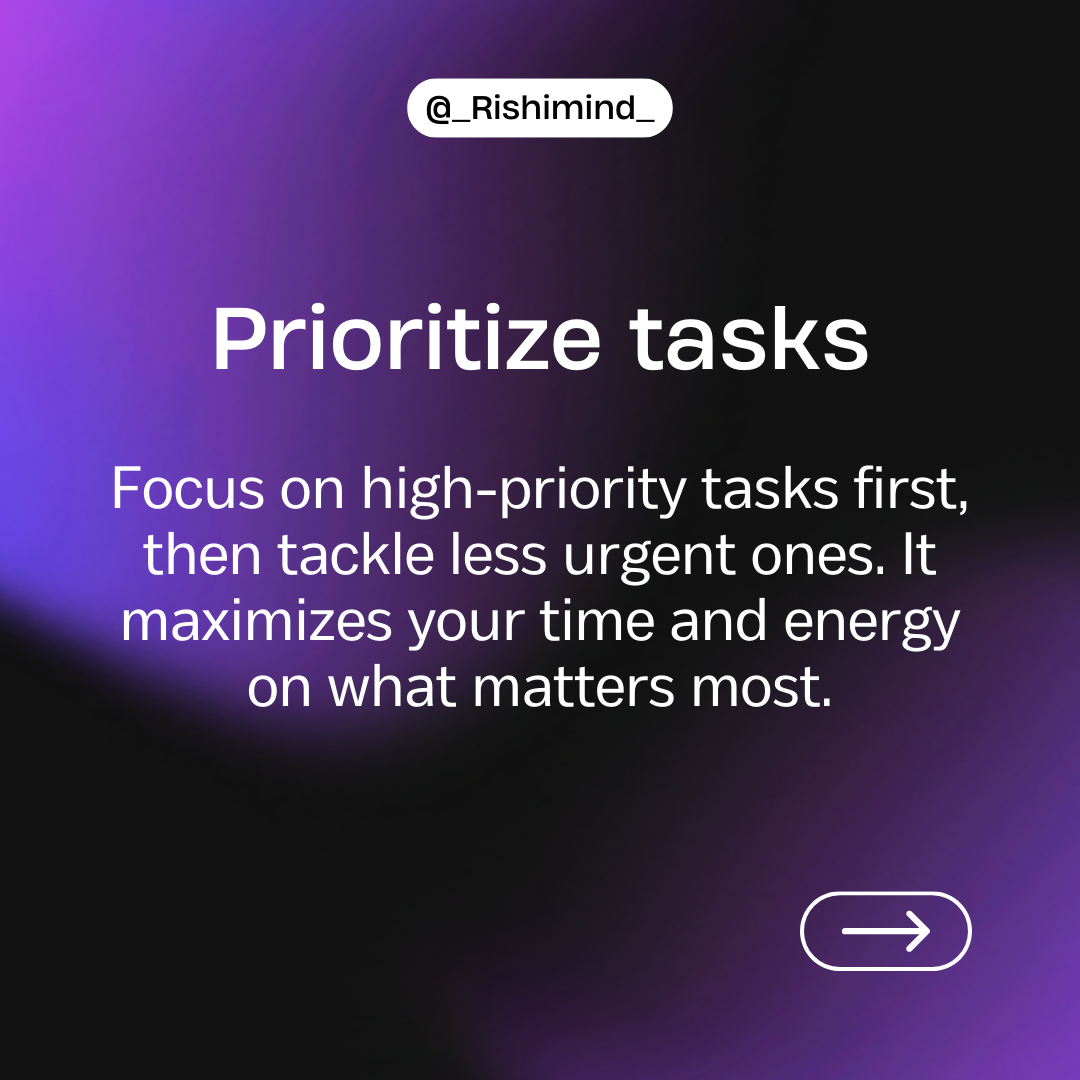 @_Rishimind_
Prioritize tasks
Focus on high-priority tasks first,
then tackle less urgent ones. It
maximizes your time and energy
on what matters most.